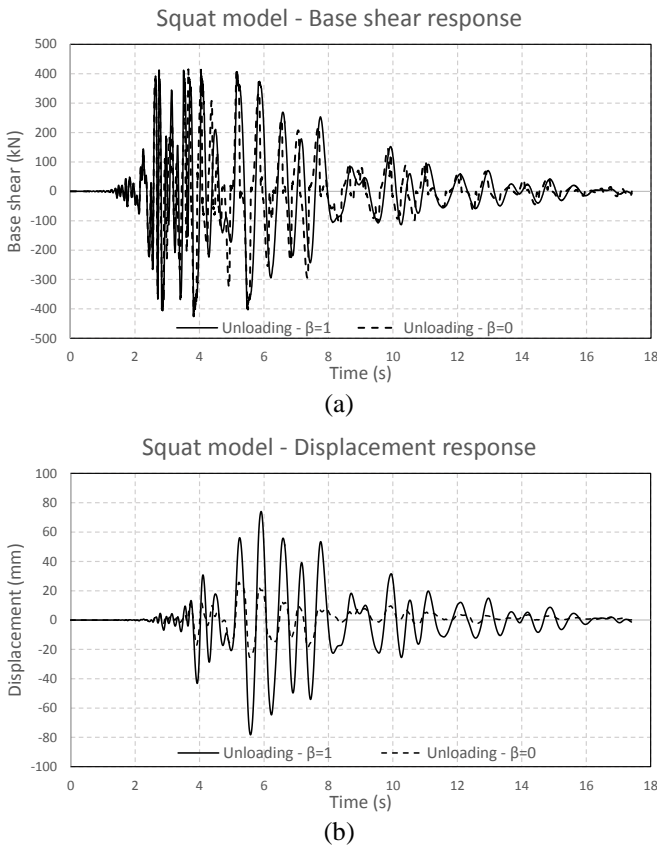 Squat model - Base shear response
500
400
300
200
100
0
-100
-200
-300
-400
-500
Base shear (kN)
Unloading - β=1 Unloading - β=0
0 2 4 6 8 10 12 14 16 18
Time (s)
(a)
Squat model - Displacement response
100
80
60
40
20
0
-20
-40
-60
-80
-100
Displacement (mm)
Unloading - β=1 Unloading - β=0
0 2 4 6 8 10 12 14 16 18
Time (s)
(b)